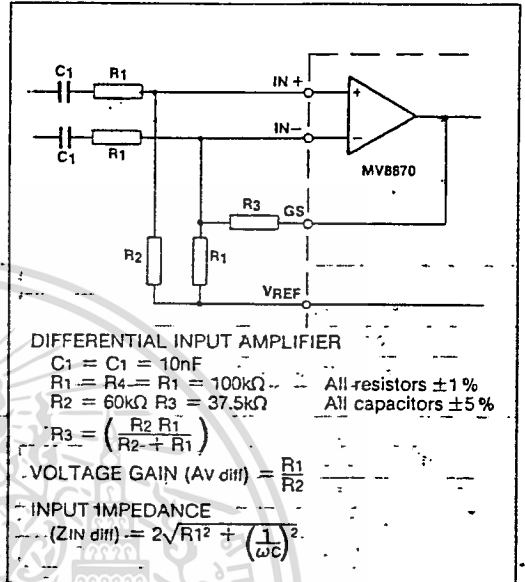 C1 R1
IN +
+
IN−
−
C1 R1
MV8870
R3 GS
R2 R1
VREF
DIFFERENTIAL INPUT AMPLIFIER
C1 = C1 = 10nF
R1 = R4 = R1 = 100kΩ All resistors ±1%
R2 = 60kΩ R3 = 37.5kΩ All capacitors ±5%
R3 = (R2 R1 / R2 + R1)
VOLTAGE GAIN (AV diff) = R1/R2
INPUT IMPEDANCE
(ZIN diff) = 2√R1² + (1/ωC)²